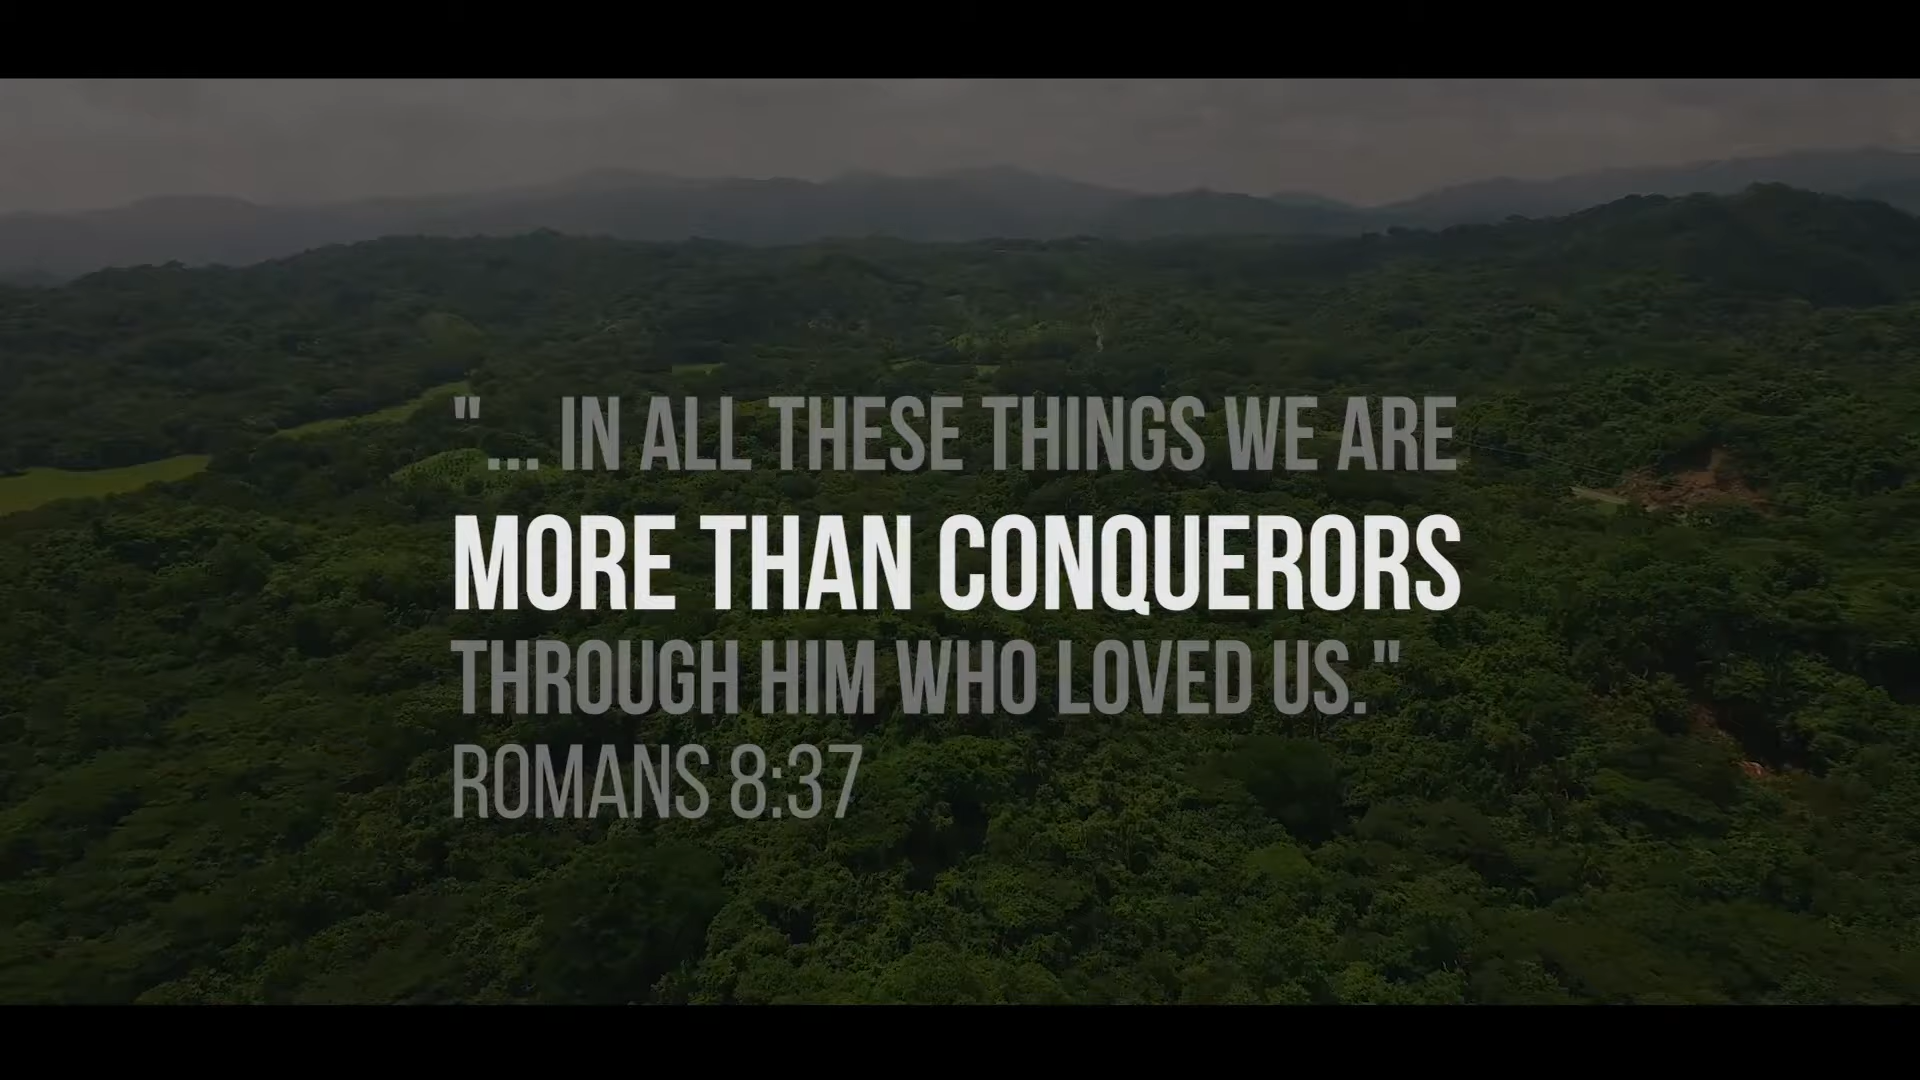 "... IN ALL THESE THINGS WE ARE
MORE THAN CONQUERORS
THROUGH HIM WHO LOVED US."
ROMANS 8:37